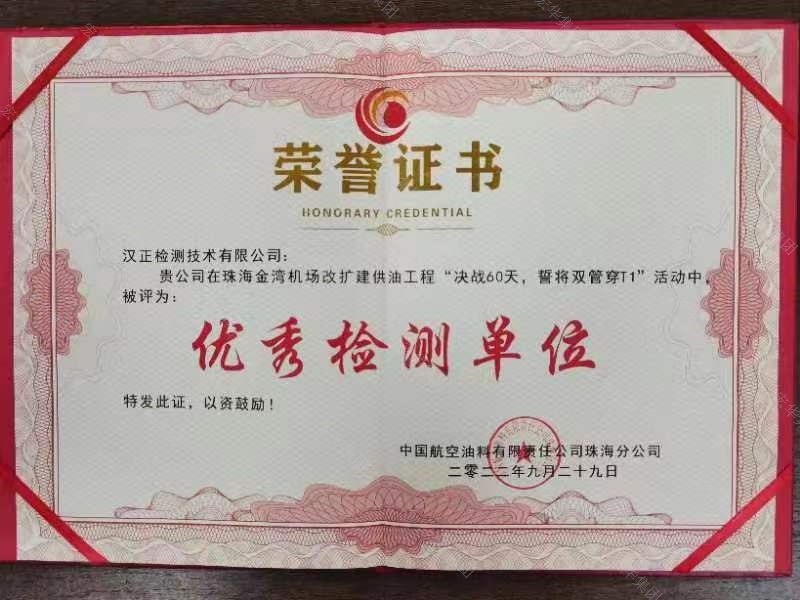 荣誉证书
HONORARY CREDENTIAL
汉正检测技术有限公司：
贵公司在珠海金湾机场改扩建供油工程“决战60天，誓将双管穿T1”活动中，
被评为：
优秀检测单位
特发此证，以资鼓励！
中国航空油料有限责任公司珠海分公司
二零二二年九月二十九日